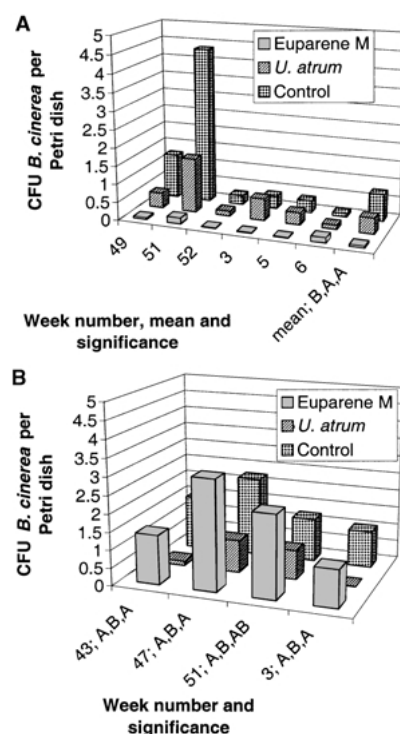 A
CFU B. cinerea per
Petri dish
5
4.5
4
3.5
3
2.5
2
1.5
1
0.5
0
Euparene M
U. atrum
Control
49
51
52
3
5
6
mean; B,A,A
Week number, mean and
significance
B
CFU B. cinerea per
Petri dish
5
4.5
4
3.5
3
2.5
2
1.5
1
0.5
0
Euparene M
U. atrum
Control
43; A,B,A
47; A,B,A
51; A,B,AB
3; A,B,A
Week number and
significance